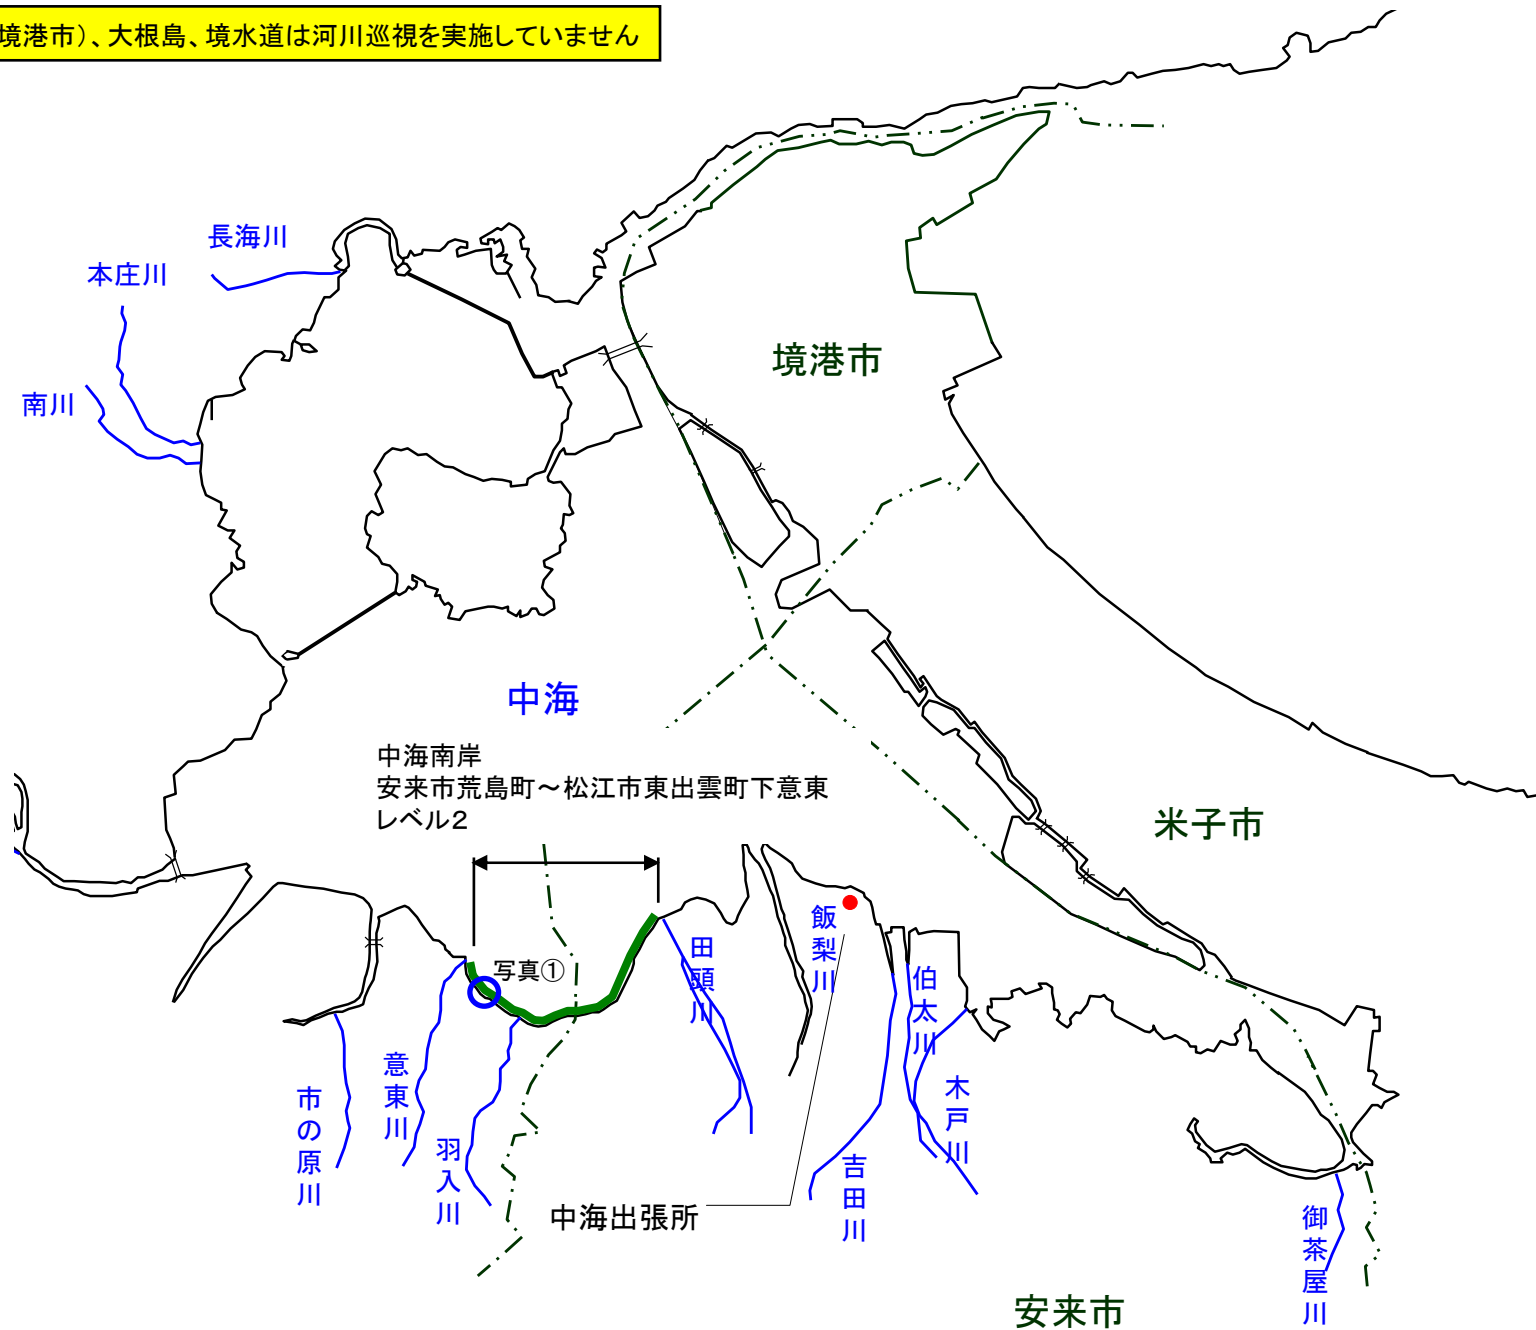 境港市）、大根島、境水道は河川巡視を実施していません
長海川
本庄川
南川
境港市
中海
中海南岸
安来市荒島町～松江市東出雲町下意東
レベル2
米子市
写真①
田頭川
飯梨川
伯太川
木戸川
市の原川
意東川
羽入川
吉田川
中海出張所
御茶屋川
安来市